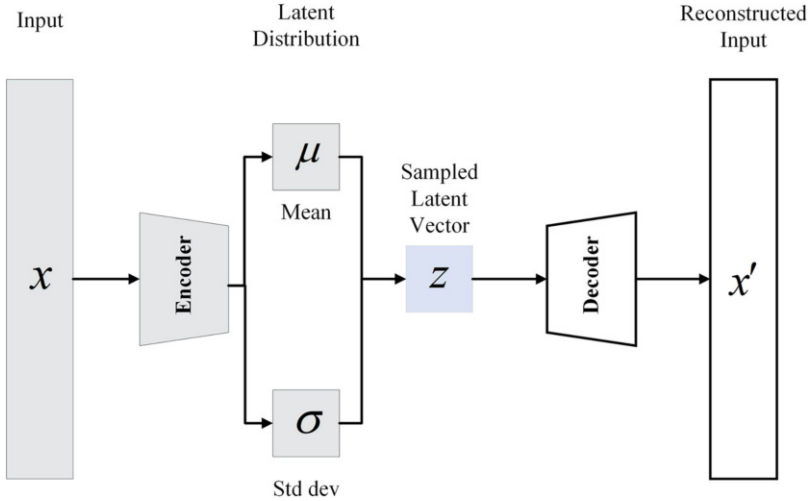 Input
Latent
Distribution
Reconstructed
Input
μ
Mean
Sampled
Latent
Vector
x
Encoder
z
Decoder
x′
σ
Std dev